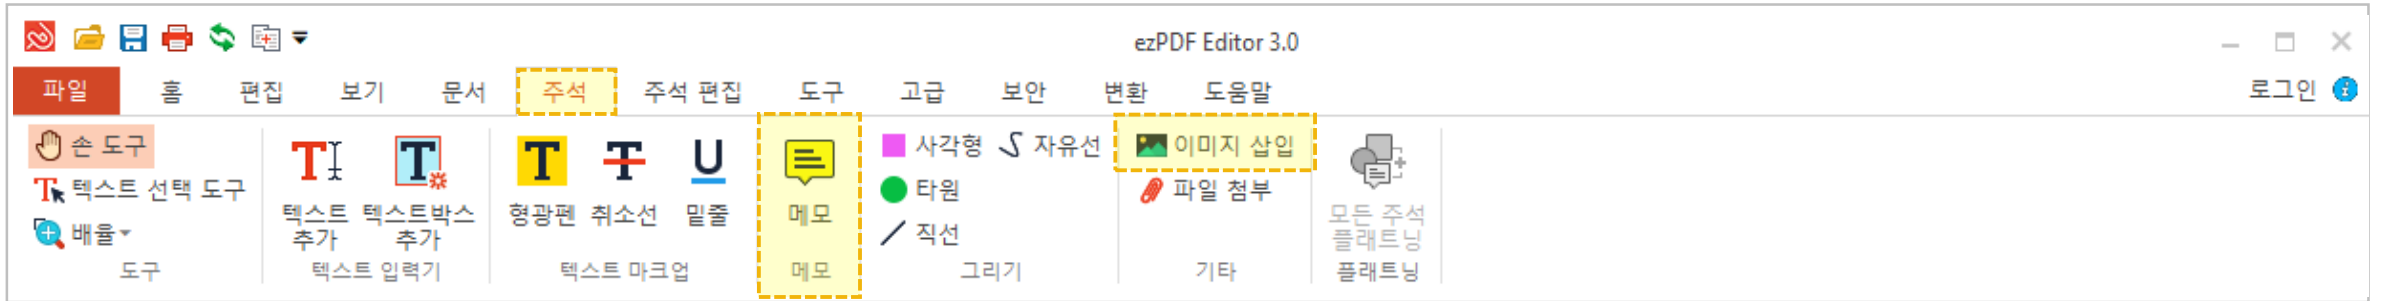 ezPDF Editor 3.0
파일 홈 편집 보기 문서 주석 주석 편집 도구 고급 보안 변환 도움말 로그인
손 도구
텍스트 선택 도구
배율
도구
텍스트 추가
텍스트박스 추가
텍스트 입력기
형광펜 취소선 밑줄
텍스트 마크업
메모
메모
사각형 자유선
타원
직선
그리기
이미지 삽입
파일 첨부
기타
모든 주석
플래트닝
플래트닝